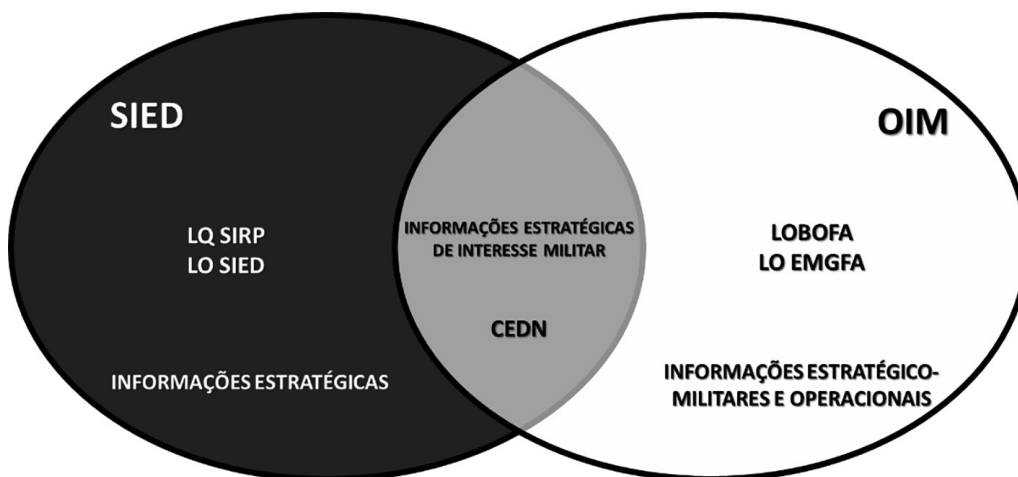 SIED
LQ SIRP
LO SIED
INFORMAÇÕES ESTRATÉGICAS
INFORMAÇÕES ESTRATÉGICAS
DE INTERESSE MILITAR
CEDN
OIM
LOBOFA
LO EMGFA
INFORMAÇÕES ESTRATÉGICO-
MILITARES E OPERACIONAIS